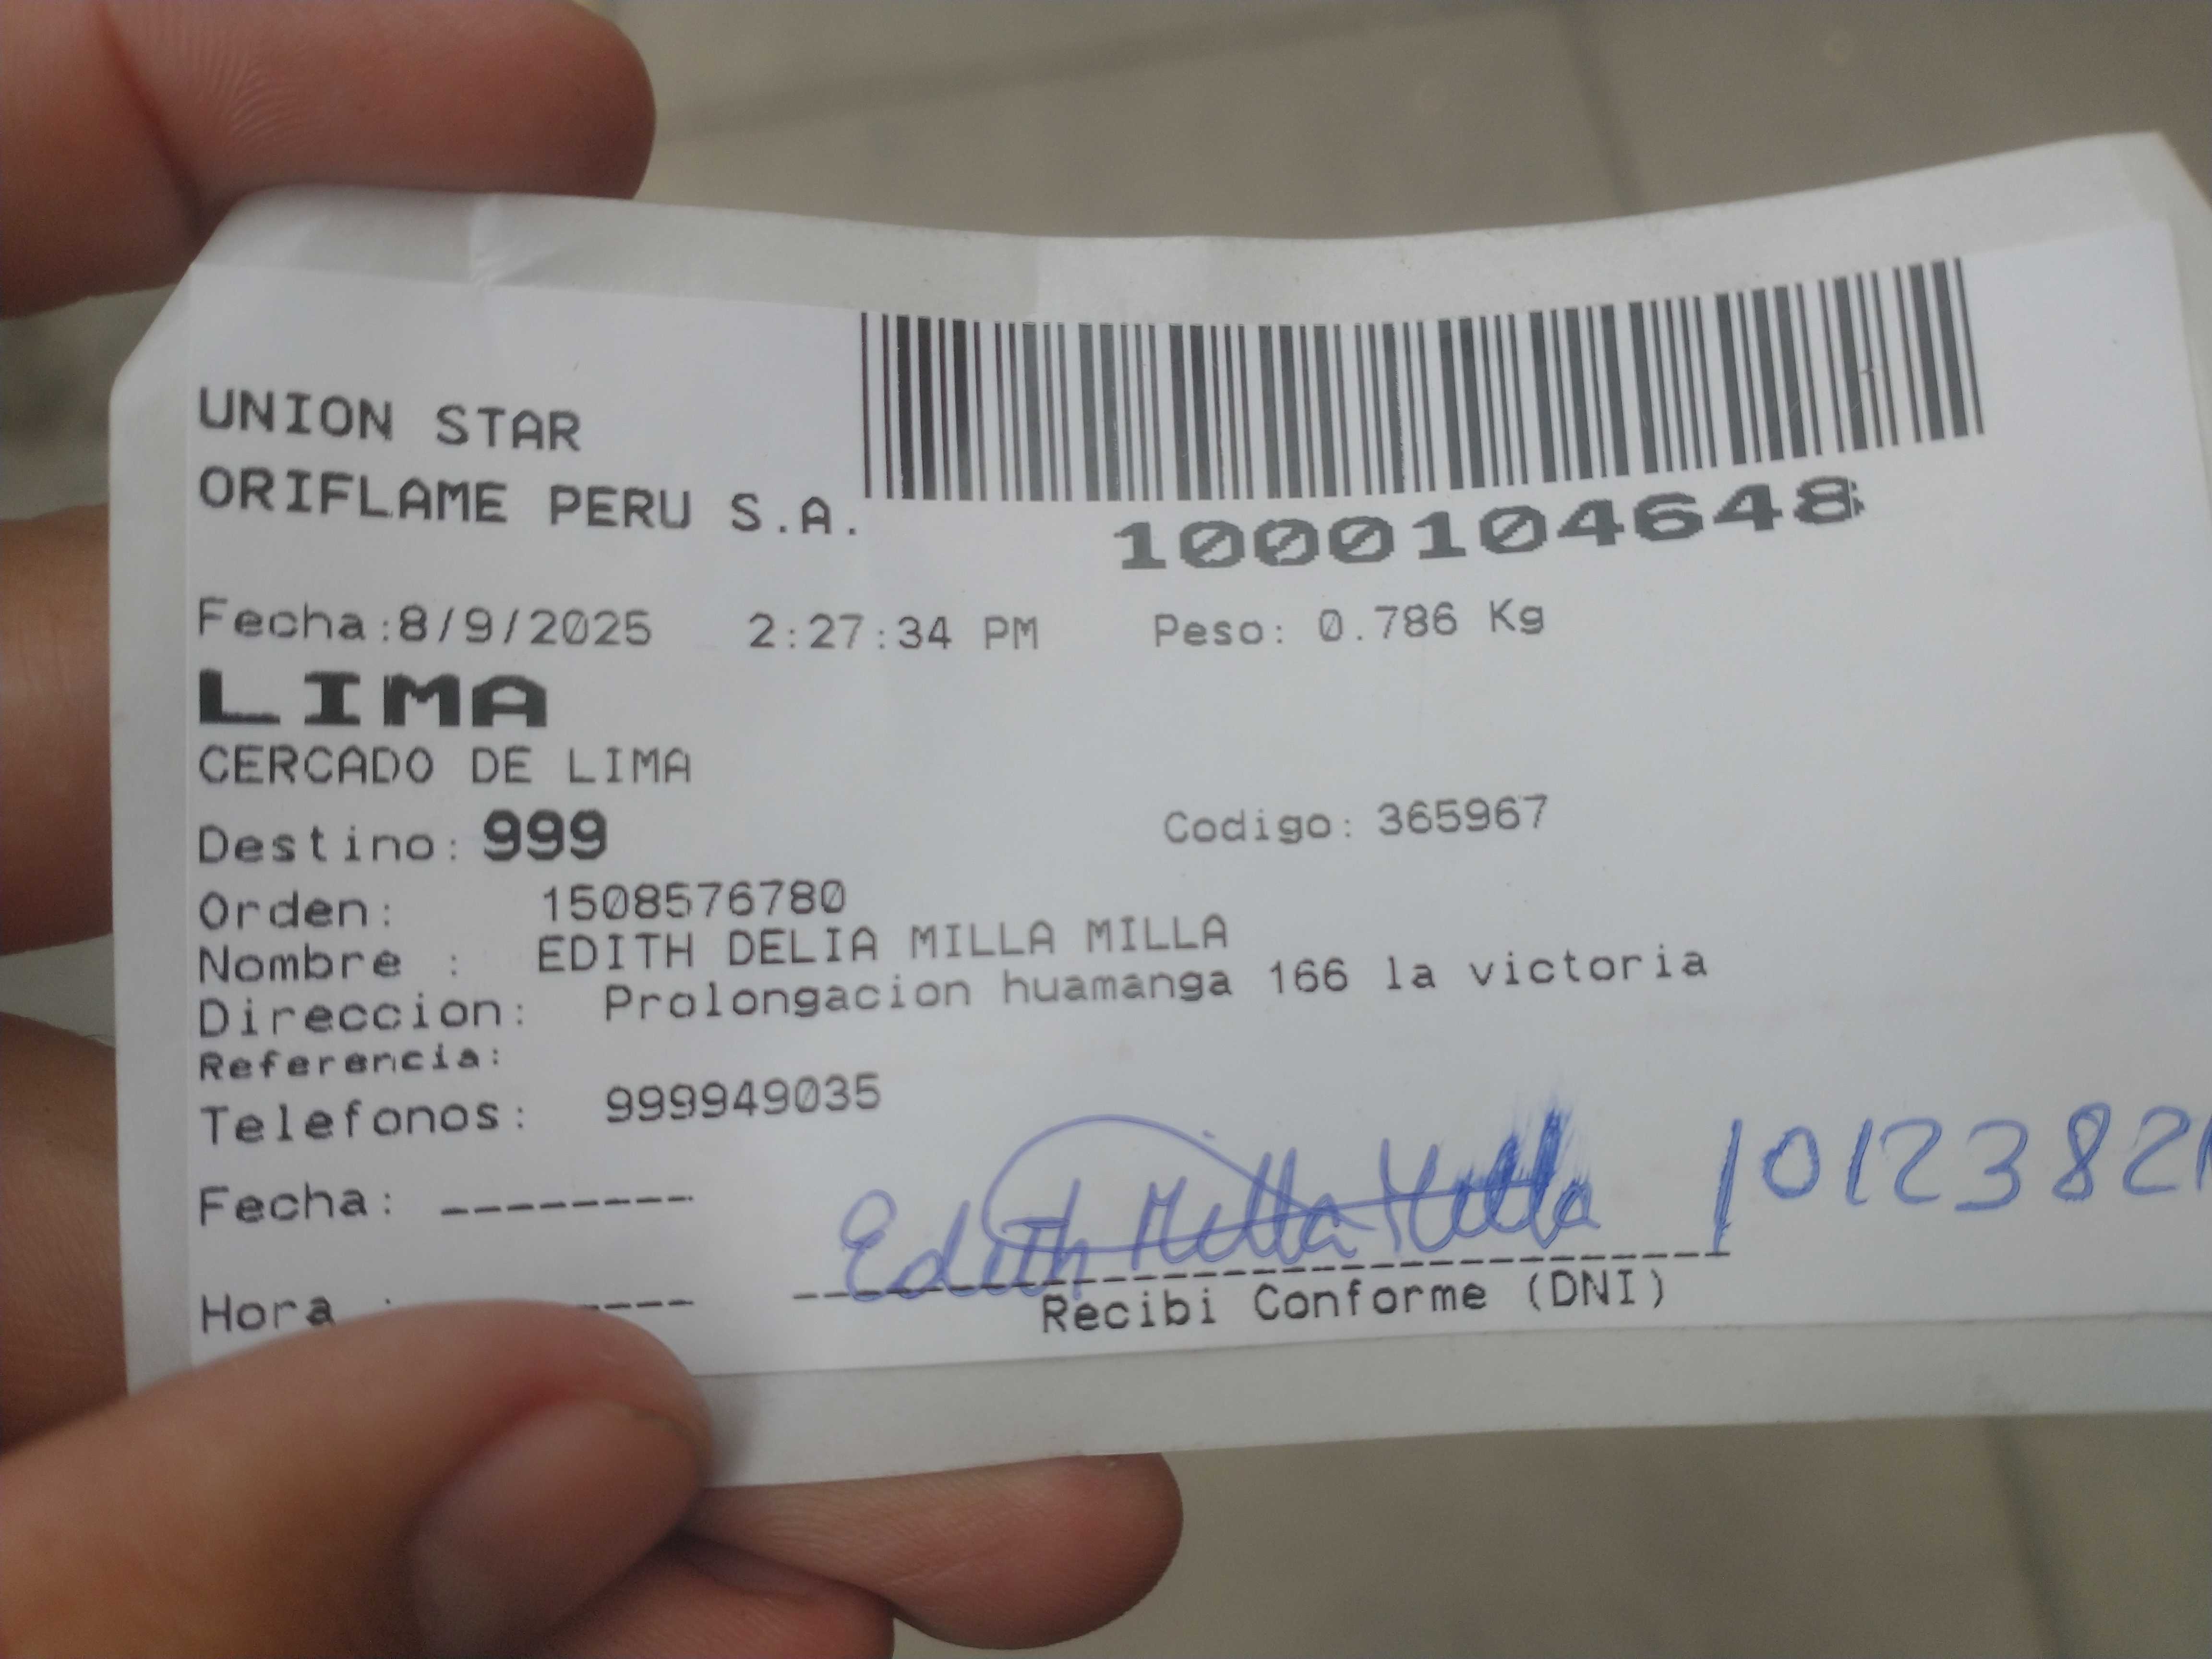 UNION STAR
ORIFLAME PERU S.A.
1000104648
Fecha:8/9/2025 2:27:34 PM Peso: 0.786 Kg
LIMA
CERCADO DE LIMA
Destino: 999 Codigo: 365967
Orden: 1508576780
Nombre : EDITH DELIA MILLA MILLA
Direccion: Prolongacion huamanga 166 la victoria
Referencia:
Telefonos: 999949035
Fecha: --------
Edith Milla Milla
Hora :
Recibi Conforme (DNI)